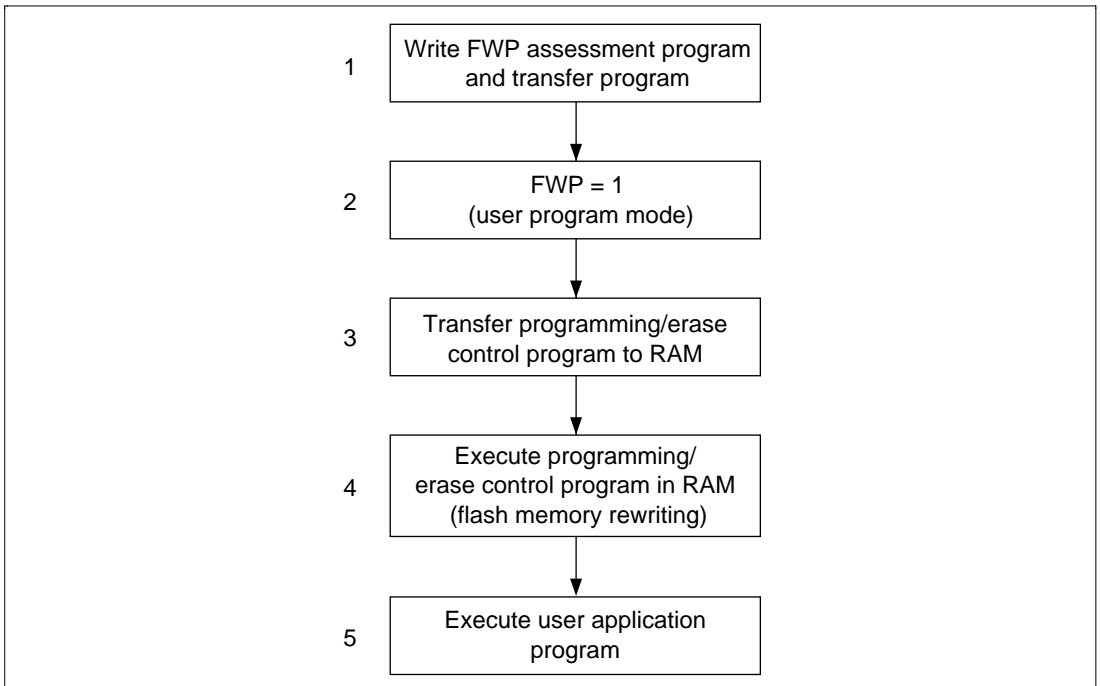 1
Write FWP assessment program
and transfer program
2
FWP = 1
(user program mode)
3
Transfer programming/erase
control program to RAM
4
Execute programming/
erase control program in RAM
(flash memory rewriting)
5
Execute user application
program